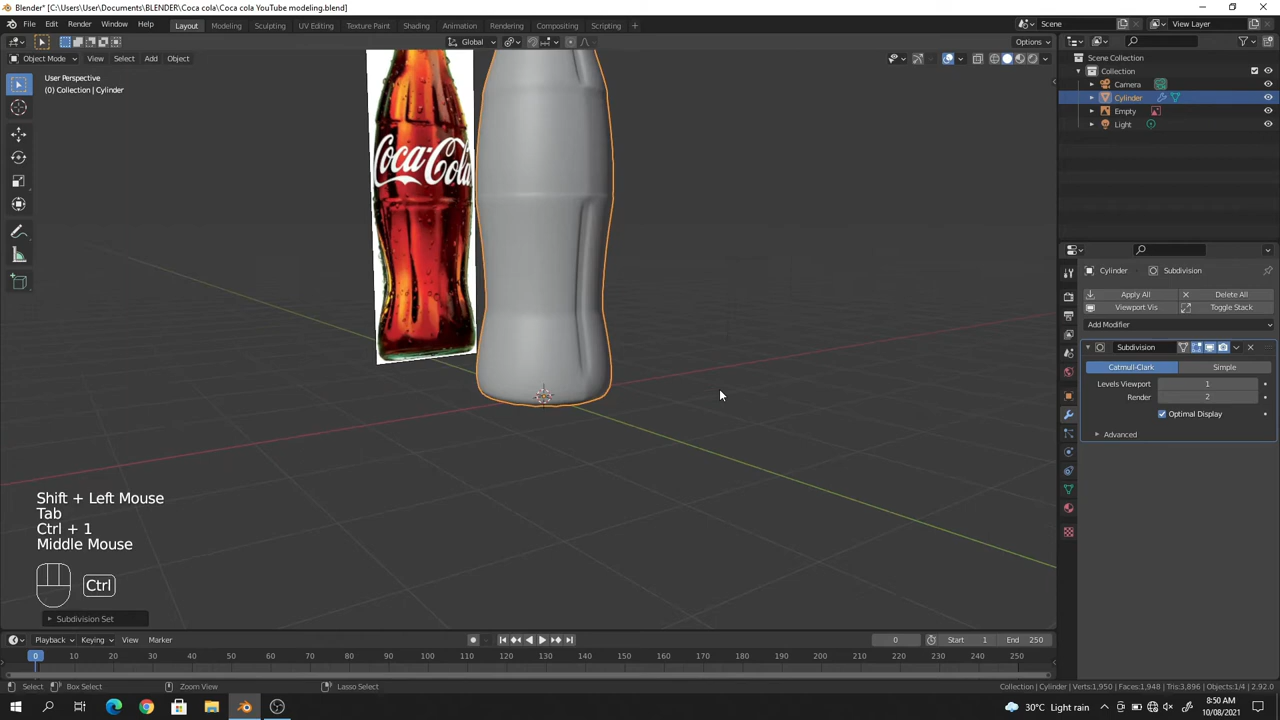 Blender* [C:\Users\User\Documents\BLENDER\Coca cola\Coca cola YouTube modeling.blend]
File Edit Render Window Help Layout Modeling Sculpting UV Editing Texture Paint Shading Animation Rendering Compositing Scripting + Scene View Layer
Global Options
Object Mode View Select Add Object
User Perspective
(0) Collection | Cylinder
Scene Collection
Collection
Camera
Cylinder
Empty
Light
Coca-Cola
Cylinder Subdivision
Apply All Delete All
Viewport Vis Toggle Stack
Add Modifier
Subdivision
Catmull-Clark Simple
Levels Viewport 1
Render 2
Optimal Display
Advanced
Shift + Left Mouse
Tab
Ctrl + 1
Middle Mouse
Ctrl
Subdivision Set
Playback Keying View Marker 0 Start 1 End 250
0 10 20 30 40 50 60 70 80 90 100 110 120 130 140 150 160 170 180 190 200 210 220 230 240 250
Select Box Select Zoom View Lasso Select Collection | Cylinder | Verts:1,950 | Faces:1,948 | Tris:3,896 | Objects:1/4 | 2.92.0
30°C Light rain 8:50 AM
10/08/2021